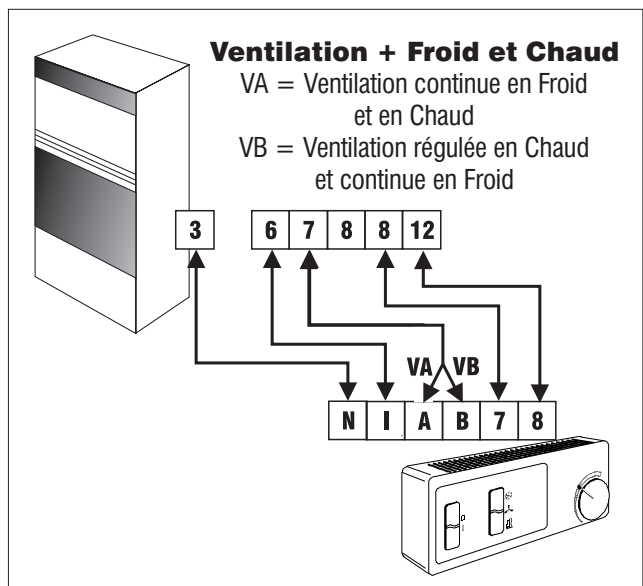 Ventilation + Froid et Chaud
VA = Ventilation continue en Froid
et en Chaud
VB = Ventilation régulée en Chaud
et continue en Froid
3 6 7 8 8 12
VA VB
N I A B 7 8